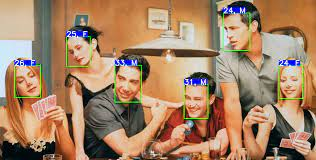 24, M
25, F
26, F
33, M
24, F
31, M